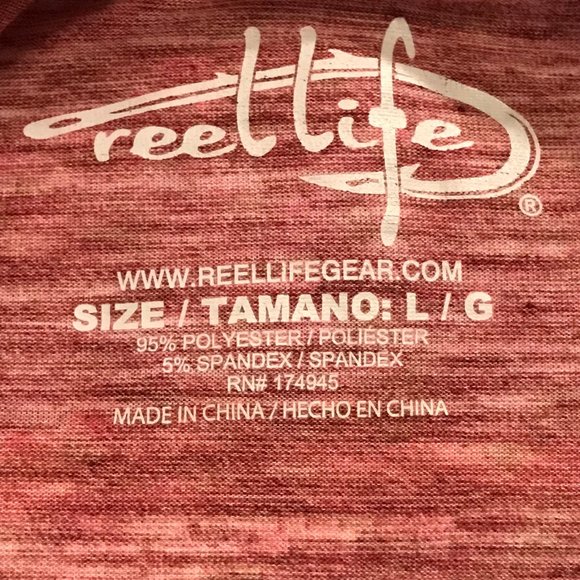 reel life
®
WWW.REELLIFEGEAR.COM
SIZE / TAMANO: L / G
95% POLYESTER / POLIÉSTER
5% SPANDEX / SPANDEX
RN# 174945
MADE IN CHINA / HECHO EN CHINA